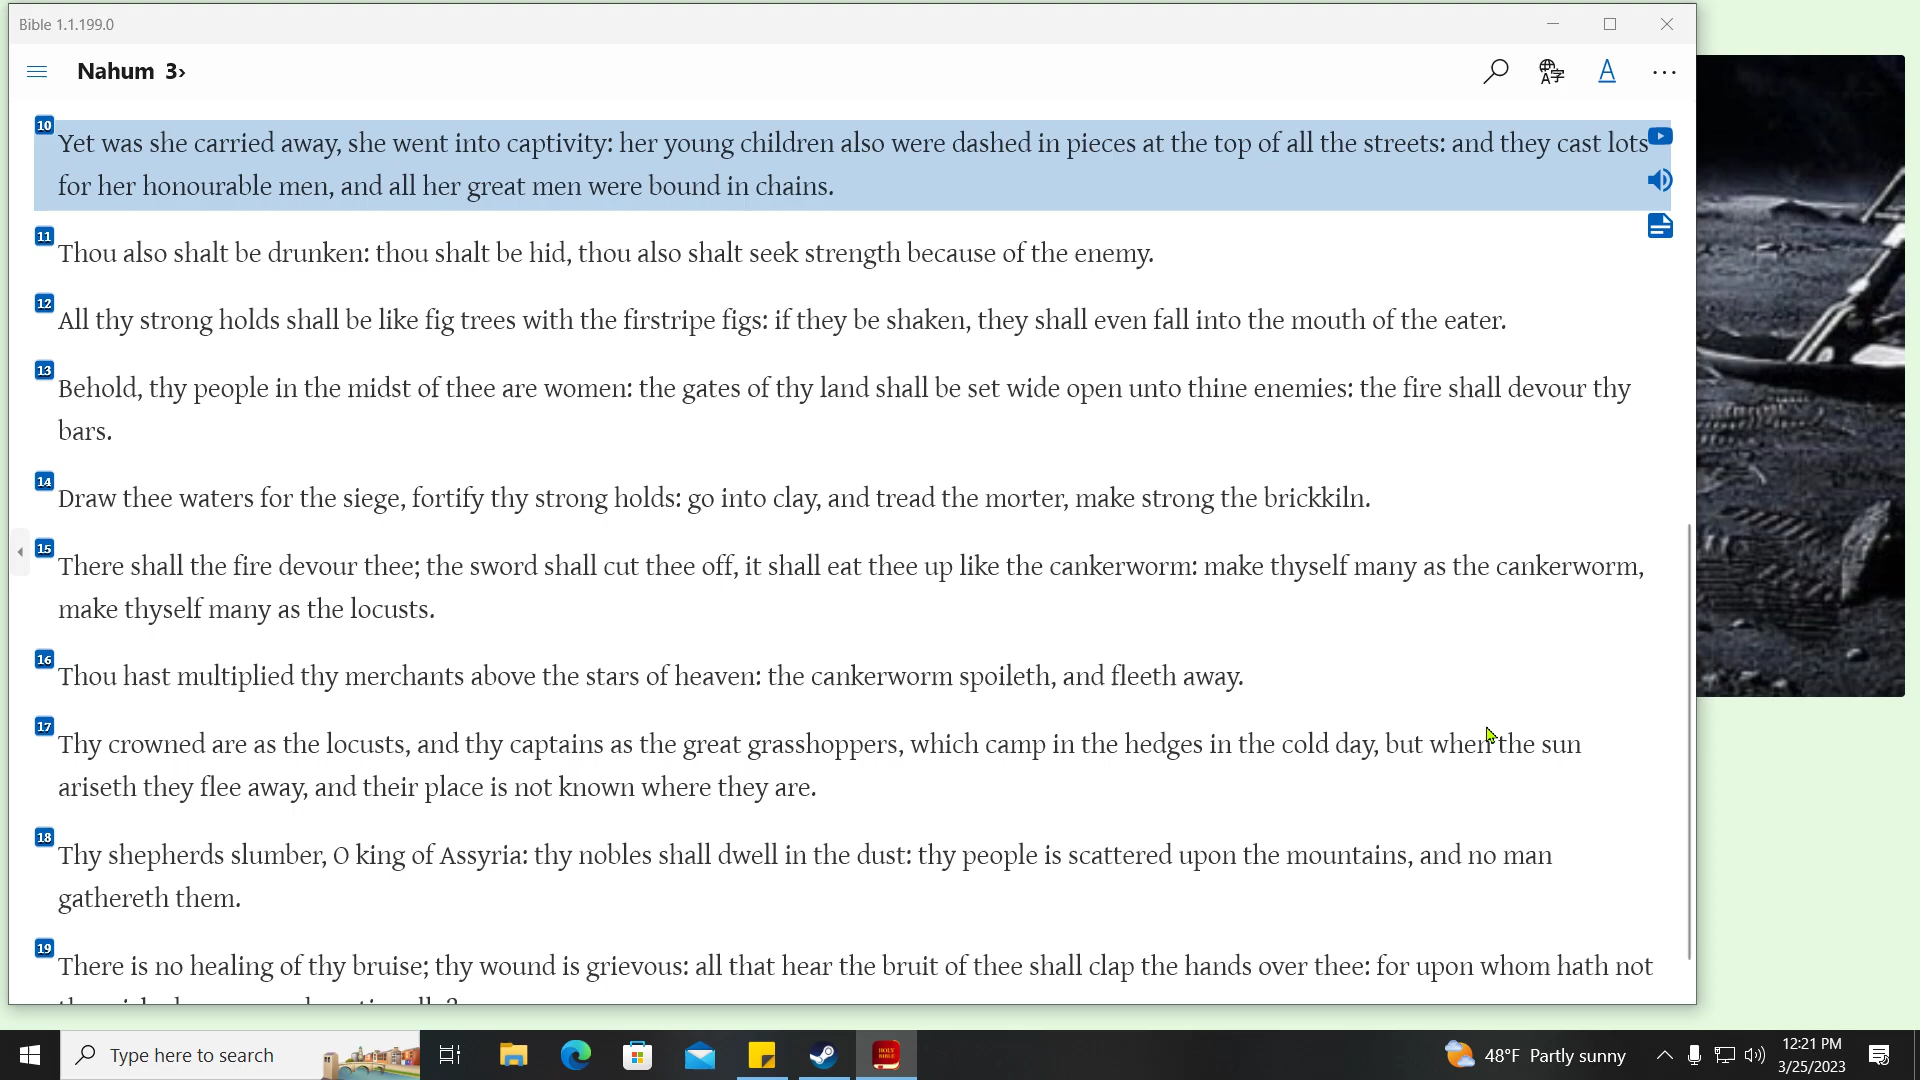 Bible 1.1.199.0
Nahum 3›
10
Yet was she carried away, she went into captivity: her young children also were dashed in pieces at the top of all the streets: and they cast lots
for her honourable men, and all her great men were bound in chains.
11
Thou also shalt be drunken: thou shalt be hid, thou also shalt seek strength because of the enemy.
12
All thy strong holds shall be like fig trees with the firstripe figs: if they be shaken, they shall even fall into the mouth of the eater.
13
Behold, thy people in the midst of thee are women: the gates of thy land shall be set wide open unto thine enemies: the fire shall devour thy
bars.
14
Draw thee waters for the siege, fortify thy strong holds: go into clay, and tread the morter, make strong the brickkiln.
15
There shall the fire devour thee; the sword shall cut thee off, it shall eat thee up like the cankerworm: make thyself many as the cankerworm,
make thyself many as the locusts.
16
Thou hast multiplied thy merchants above the stars of heaven: the cankerworm spoileth, and fleeth away.
17
Thy crowned are as the locusts, and thy captains as the great grasshoppers, which camp in the hedges in the cold day, but when the sun
ariseth they flee away, and their place is not known where they are.
18
Thy shepherds slumber, O king of Assyria: thy nobles shall dwell in the dust: thy people is scattered upon the mountains, and no man
gathereth them.
19
There is no healing of thy bruise; thy wound is grievous: all that hear the bruit of thee shall clap the hands over thee: for upon whom hath not
Type here to search
HOLY BIBLE
48°F Partly sunny
12:21 PM
3/25/2023